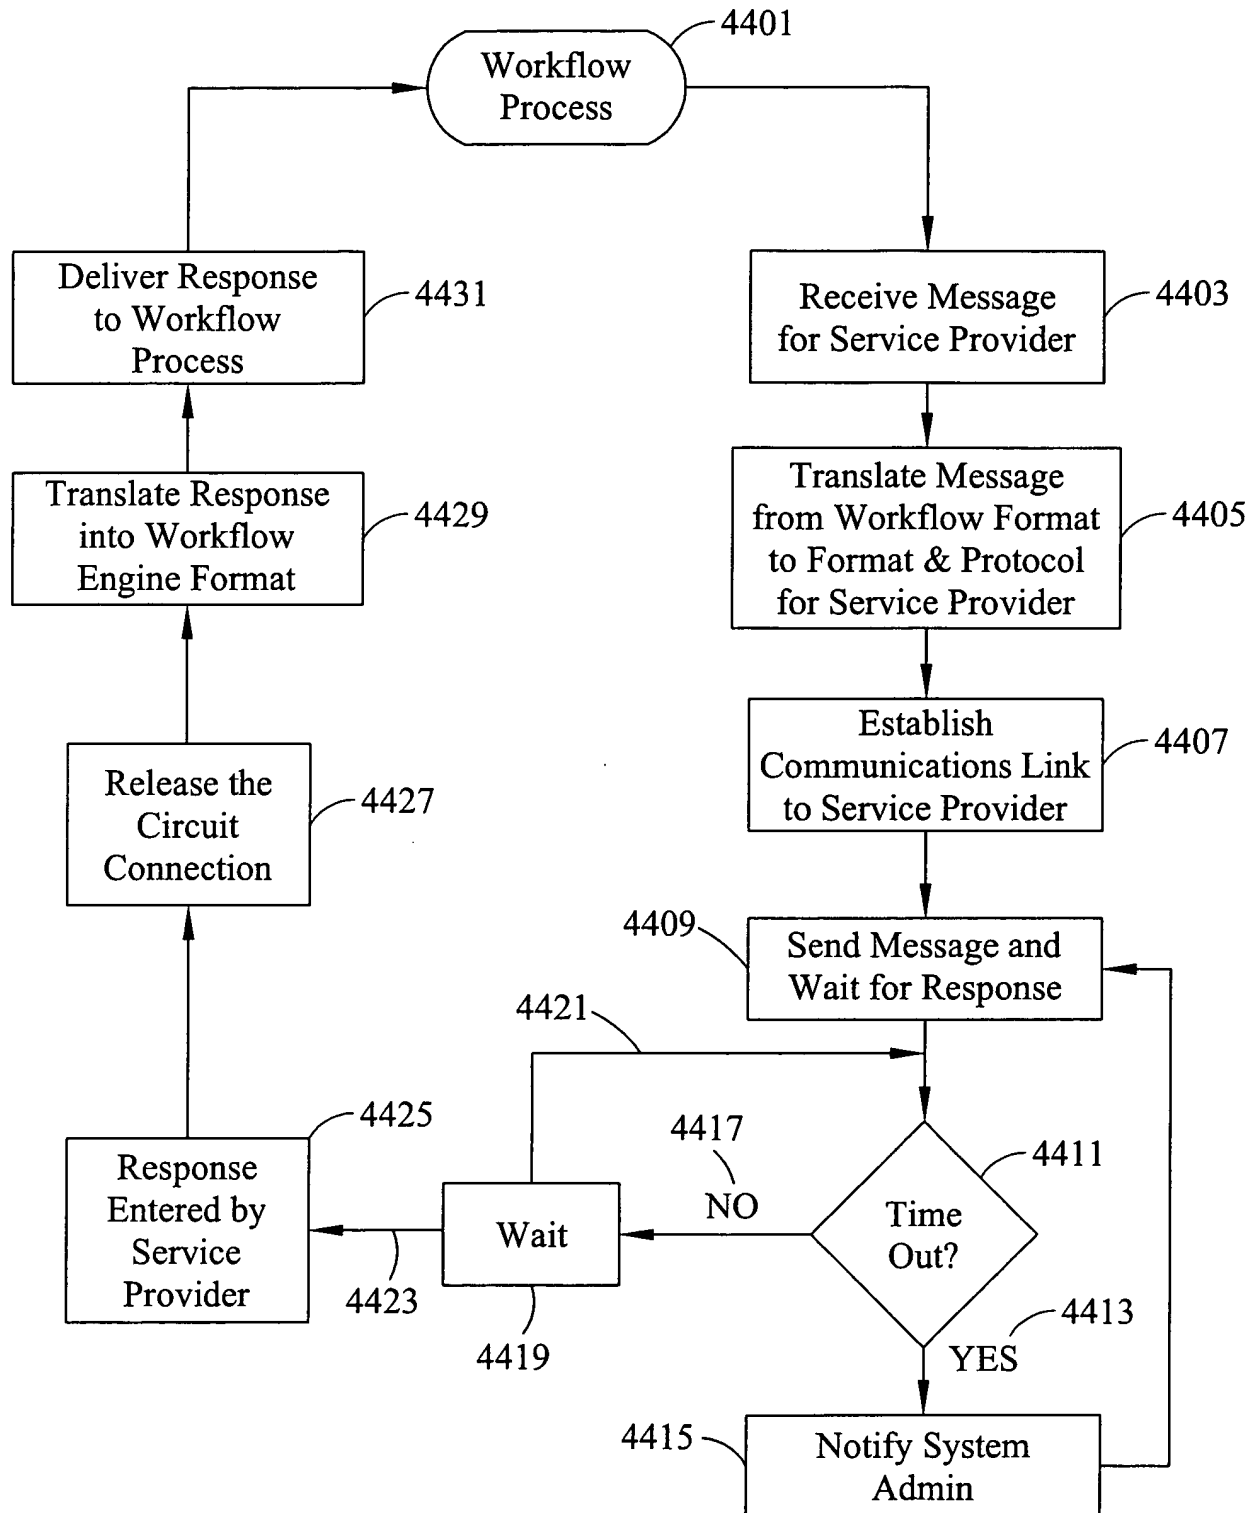 4401
Workflow
Process
Deliver Response
to Workflow
Process
4431
Receive Message
for Service Provider
4403
Translate Response
into Workflow
Engine Format
4429
Translate Message
from Workflow Format
to Format & Protocol
for Service Provider
4405
Establish
Communications Link
to Service Provider
4407
Release the
Circuit
Connection
4427
4409
Send Message and
Wait for Response
4421
4425
Response
Entered by
Service
Provider
4417
NO
4411
Time
Out?
Wait
4423
4419
4413
YES
4415
Notify System
Admin